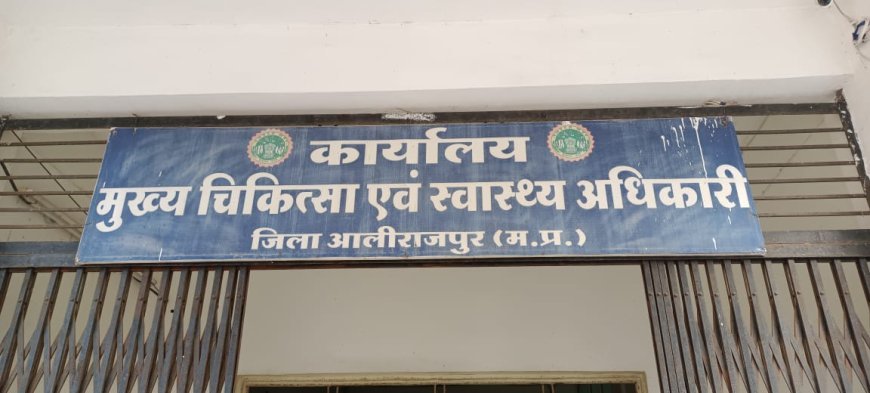 कार्यालय
मुख्य चिकित्सा एवं स्वास्थ्य अधिकारी
जिला आलीराजपुर (म.प्र.)